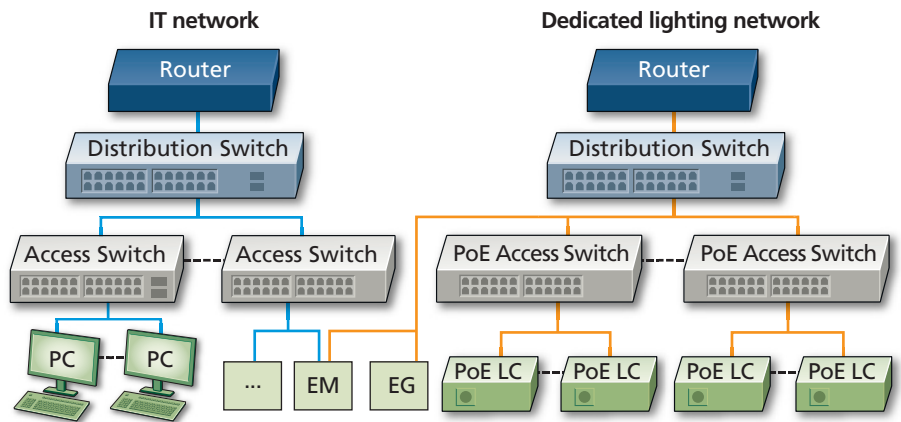 IT network
Dedicated lighting network
Router
Router
Distribution Switch
Distribution Switch
Access Switch
Access Switch
PoE Access Switch
PoE Access Switch
PC
PC
...
EM
EG
PoE LC
PoE LC
PoE LC
PoE LC